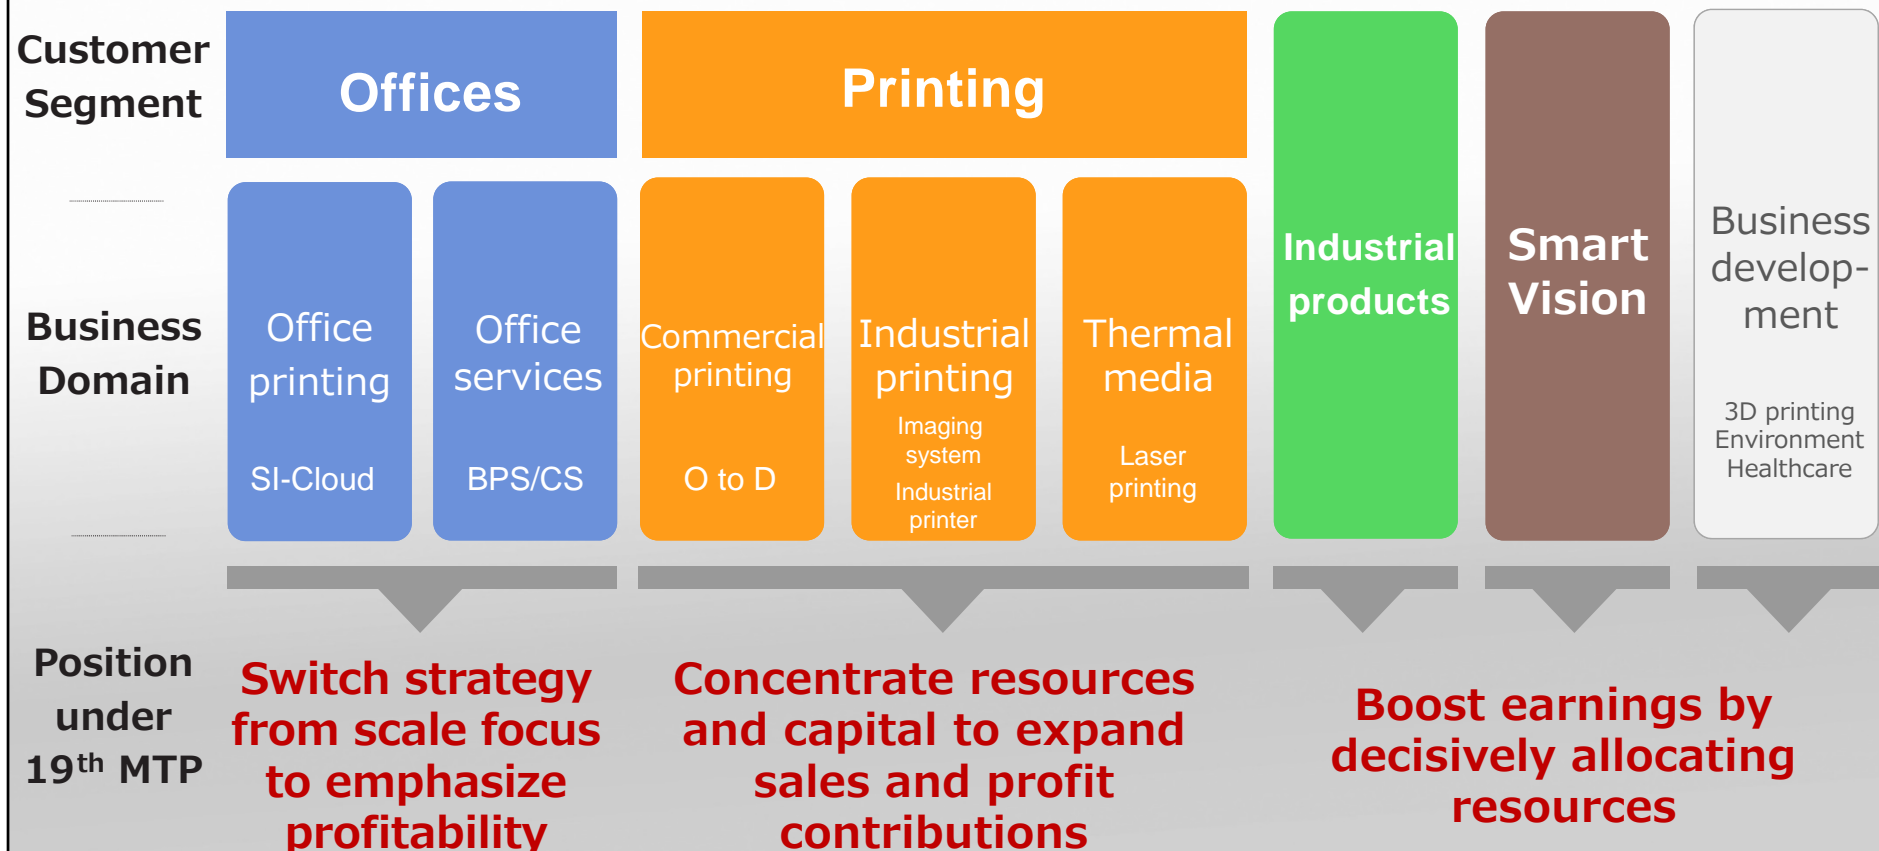 Customer
Segment
Offices
Printing
Business
Domain
Office
printing
SI-Cloud
Office
services
BPS/CS
Commercial
printing
O to D
Industrial
printing
Imaging
system
Industrial
printer
Thermal
media
Laser
printing
Industrial
products
Smart
Vision
Business
develop-
ment
3D printing
Environment
Healthcare
Position
under
19th MTP
Switch strategy
from scale focus
to emphasize
profitability
Concentrate resources
and capital to expand
sales and profit
contributions
Boost earnings by
decisively allocating
resources